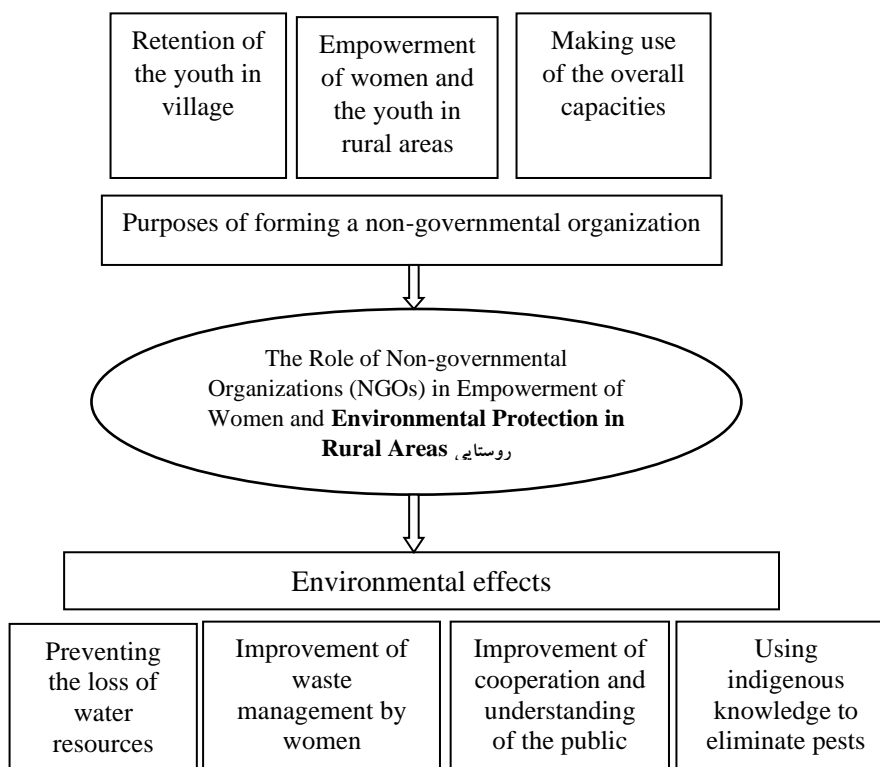 Retention of
the youth in
village
Empowerment
of women and
the youth in
rural areas
Making use
of the overall
capacities
Purposes of forming a non-governmental organization
The Role of Non-governmental
Organizations (NGOs) in Empowerment of
Women and Environmental Protection in
Rural Areas روستایی
Environmental effects
Preventing
the loss of
water
resources
Improvement of
waste
management by
women
Improvement of
cooperation and
understanding
of the public
Using
indigenous
knowledge to
eliminate pests